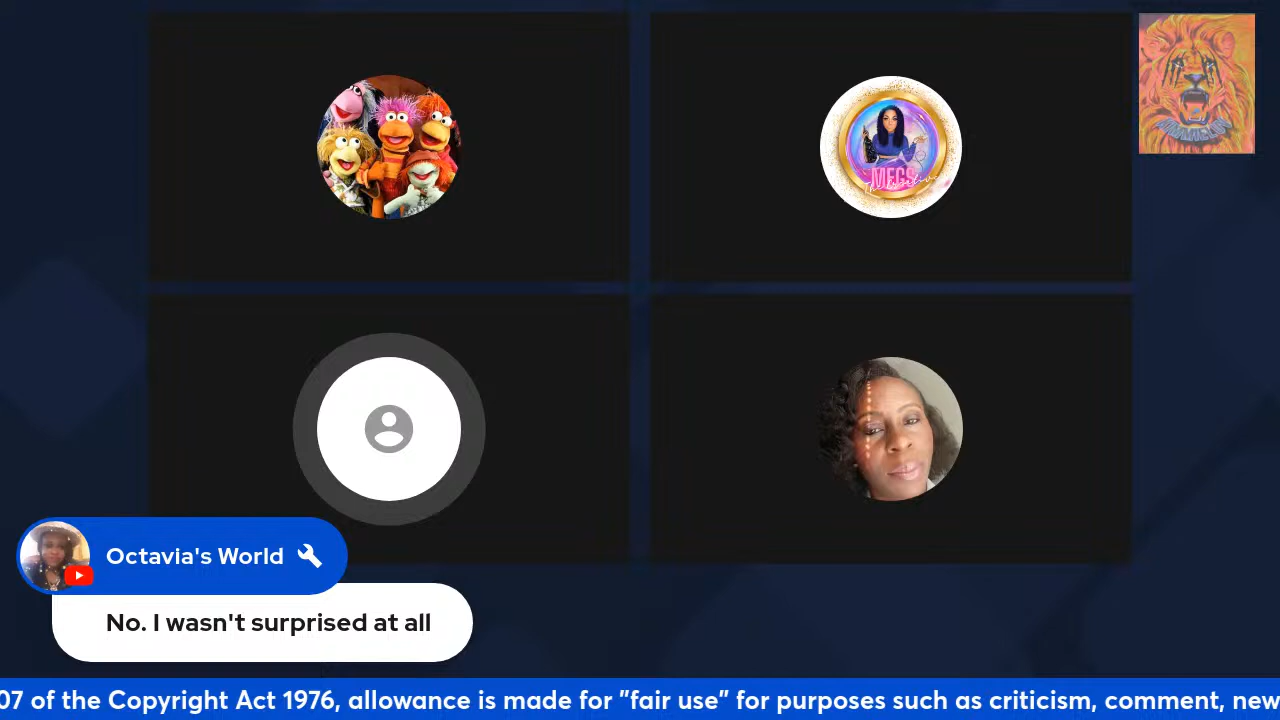 MEGS
Octavia's World
No. I wasn't surprised at all
07 of the Copyright Act 1976, allowance is made for "fair use" for purposes such as criticism, comment, new